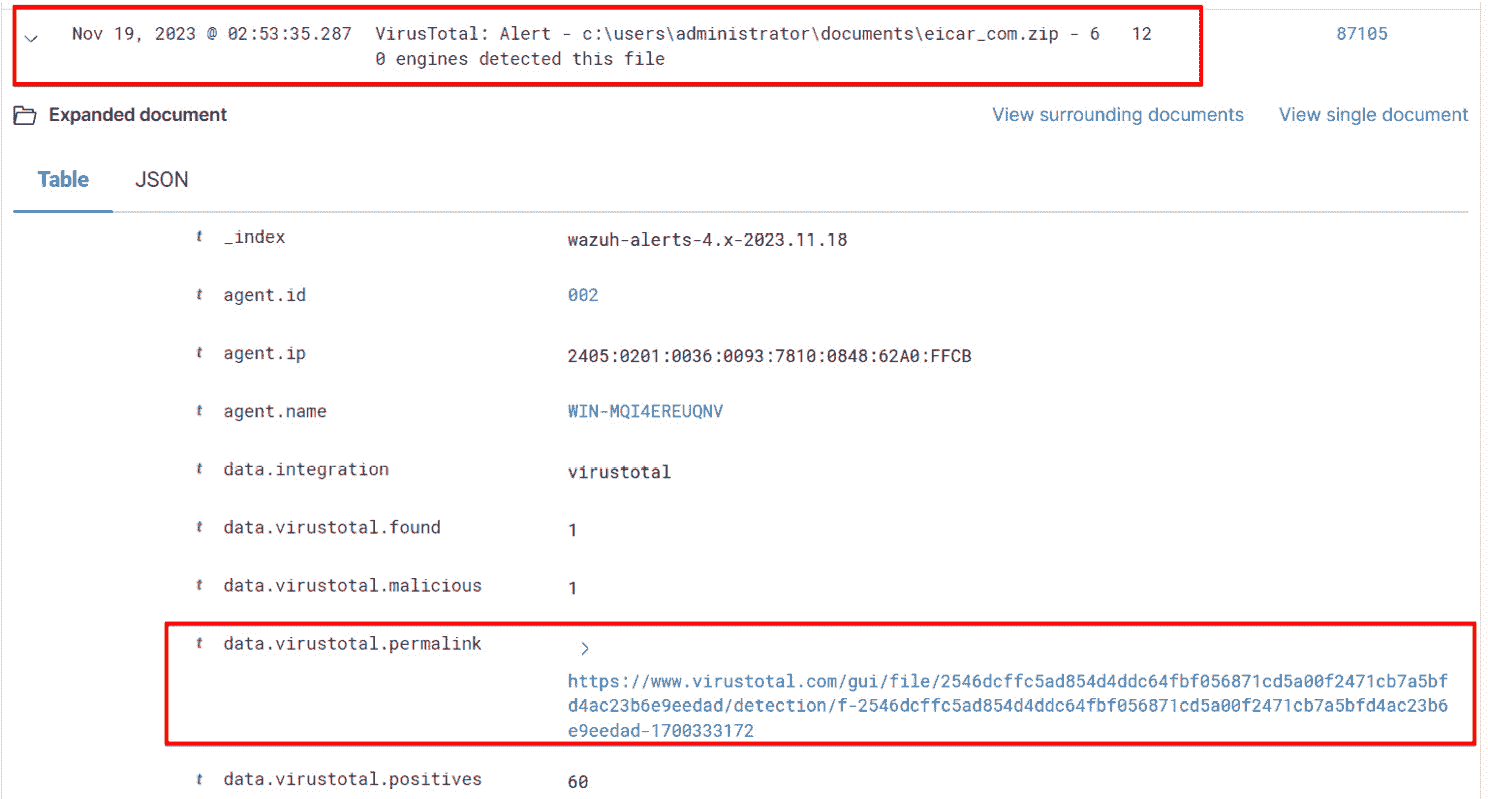 Nov 19, 2023 @ 02:53:35.287 VirusTotal: Alert - c:\users\administrator\documents\eicar_com.zip - 6 12 87105
0 engines detected this file
Expanded document View surrounding documents View single document
Table JSON
t _index wazuh-alerts-4.x-2023.11.18
t agent.id 002
t agent.ip 2405:0201:0036:0093:7810:0848:62A0:FFCB
t agent.name WIN-MQI4EREUQNV
t data.integration virustotal
t data.virustotal.found 1
t data.virustotal.malicious 1
t data.virustotal.permalink
https://www.virustotal.com/gui/file/2546dcffc5ad854d4ddc64fbf056871cd5a00f2471cb7a5bf
d4ac23b6e9eedad/detection/f-2546dcffc5ad854d4ddc64fbf056871cd5a00f2471cb7a5bfd4ac23b6
e9eedad-1700333172
t data.virustotal.positives 60